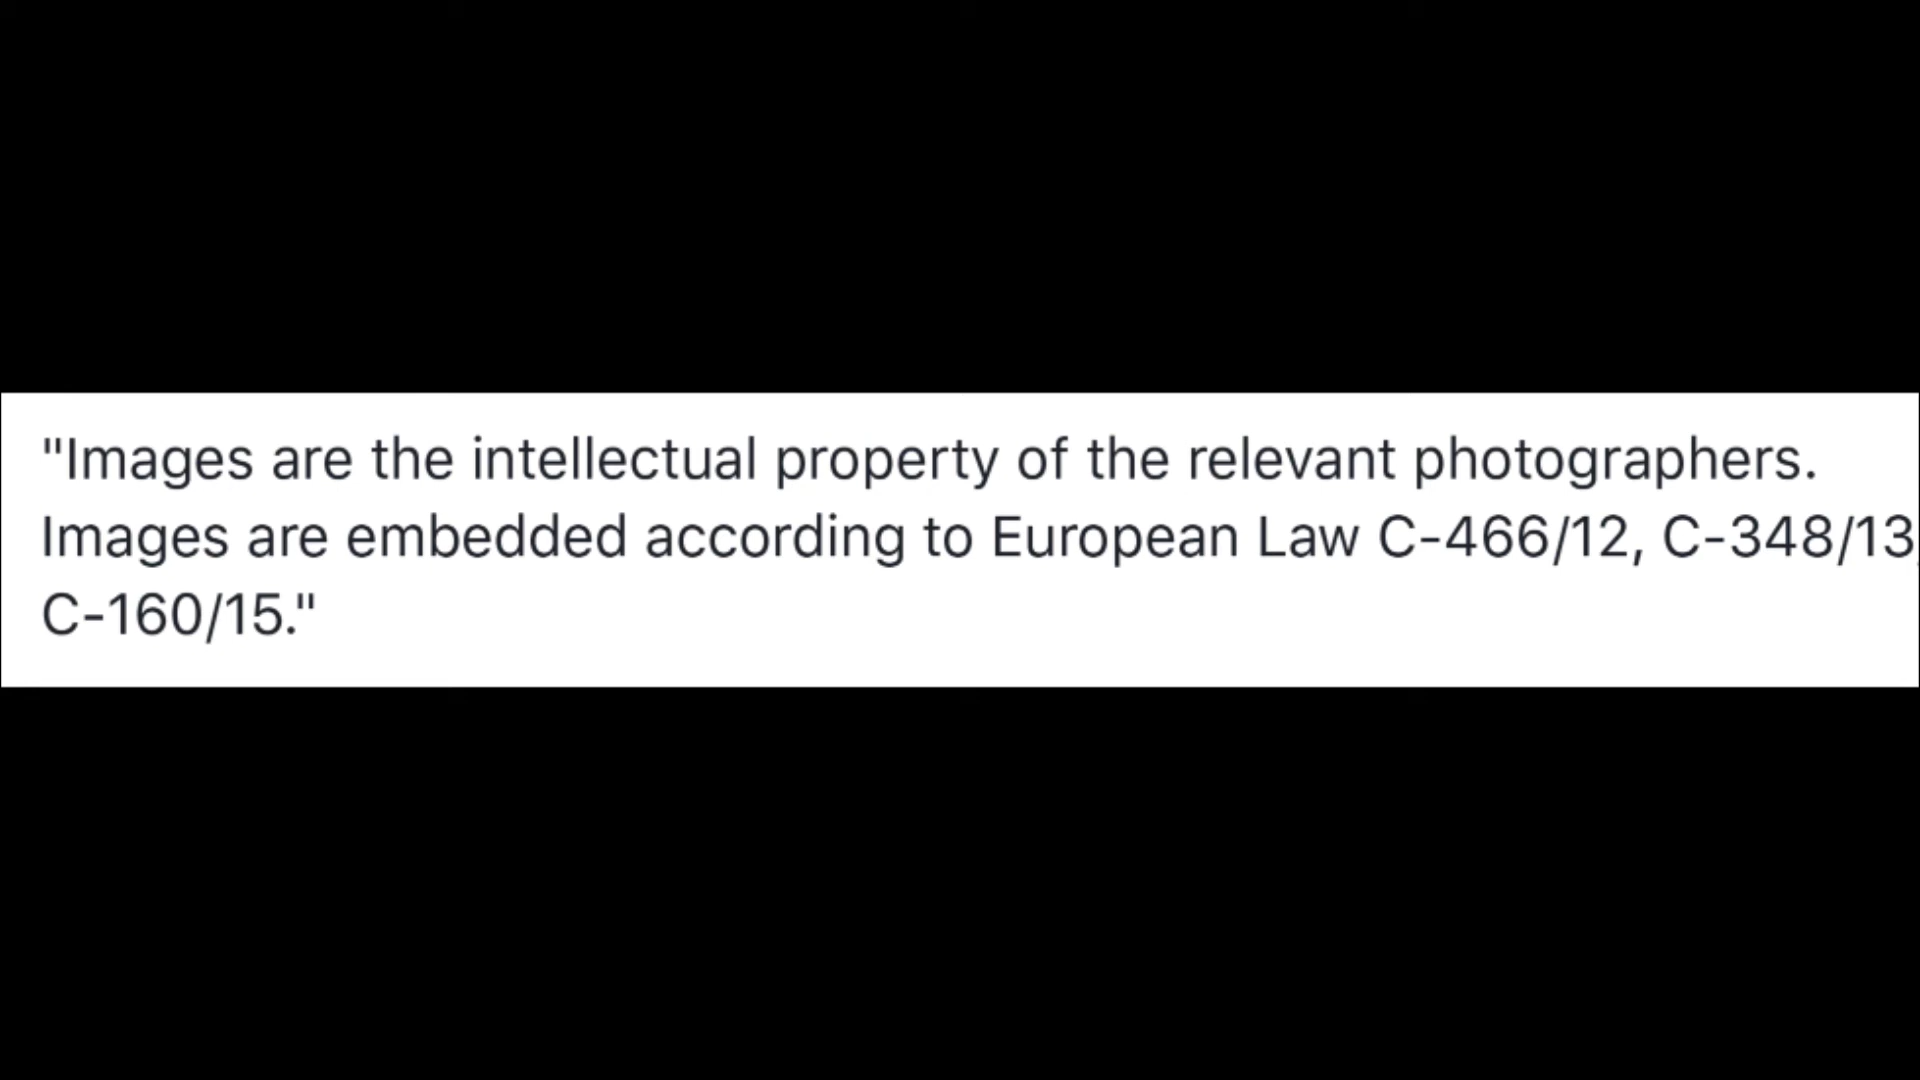 "Images are the intellectual property of the relevant photographers.
Images are embedded according to European Law C-466/12, C-348/13,
C-160/15."